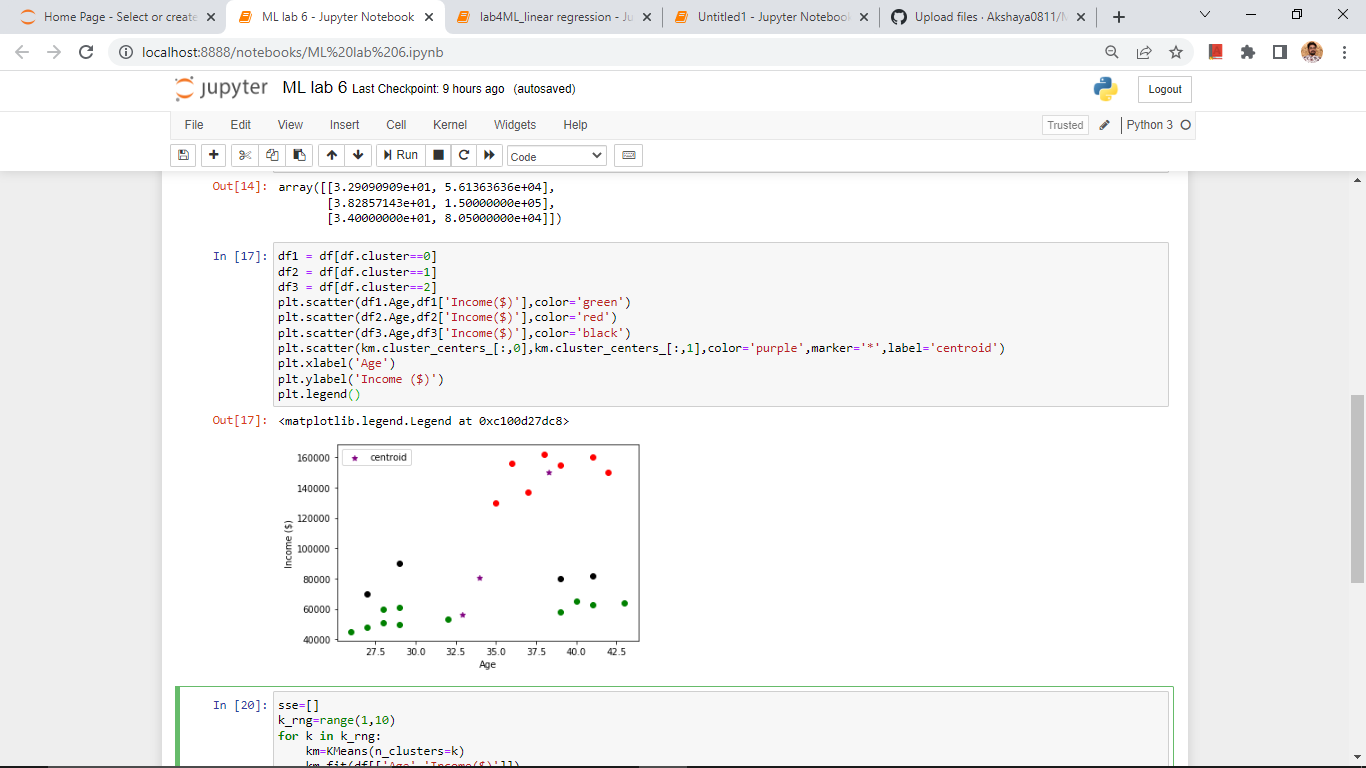 Home Page - Select or create
ML lab 6 - Jupyter Notebook
lab4ML_linear regression - Ju
Untitled1 - Jupyter Notebook
Upload files · Akshaya0811/M
localhost:8888/notebooks/ML%20lab%206.ipynb
jupyter ML lab 6 Last Checkpoint: 9 hours ago (autosaved)
Logout
File Edit View Insert Cell Kernel Widgets Help
Trusted
Python 3
Run
Code
Out[14]: array([[3.29090909e+01, 5.61363636e+04],
[3.82857143e+01, 1.50000000e+05],
[3.40000000e+01, 8.05000000e+04]])
In [17]: df1 = df[df.cluster==0]
df2 = df[df.cluster==1]
df3 = df[df.cluster==2]
plt.scatter(df1.Age,df1['Income($)'],color='green')
plt.scatter(df2.Age,df2['Income($)'],color='red')
plt.scatter(df3.Age,df3['Income($)'],color='black')
plt.scatter(km.cluster_centers_[:,0],km.cluster_centers_[:,1],color='purple',marker='*',label='centroid')
plt.xlabel('Age')
plt.ylabel('Income ($)')
plt.legend()
Out[17]: <matplotlib.legend.Legend at 0xc100d27dc8>
centroid
160000
140000
120000
100000
80000
60000
40000
Income ($)
27.5 30.0 32.5 35.0 37.5 40.0 42.5
Age
In [20]: sse=[]
k_rng=range(1,10)
for k in k_rng:
km=KMeans(n_clusters=k)
km.fit(df[['Age','Income($)']])